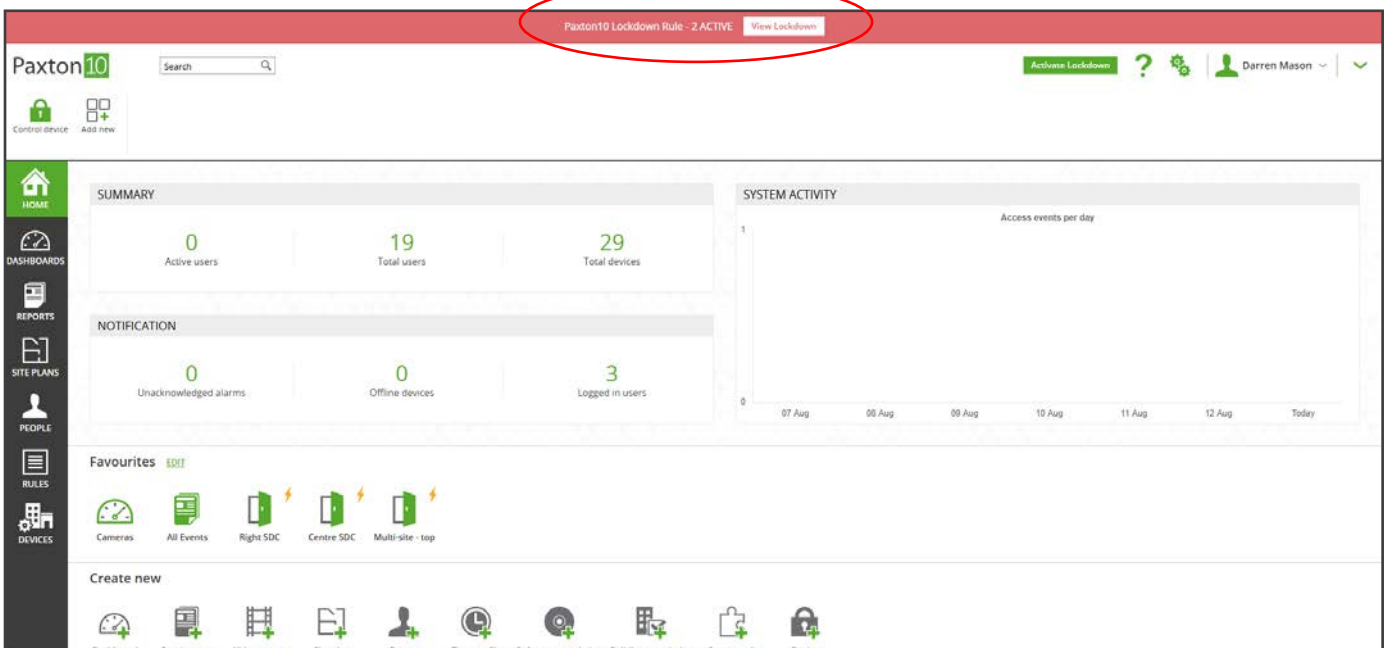 Paxton10 Lockdown Rule - 2 ACTIVE View Lockdown
Paxton10 Search Activate Lockdown ? Darren Mason
Control device Add new
HOME
DASHBOARDS
REPORTS
SITE PLANS
PEOPLE
RULES
DEVICES
SUMMARY
0 19 29
Active users Total users Total devices
NOTIFICATION
0 0 3
Unacknowledged alarms Offline devices Logged in users
SYSTEM ACTIVITY
Access events per day
1
0
07 Aug 08 Aug 09 Aug 10 Aug 11 Aug 12 Aug Today
Favourites EDIT
Cameras All Events Right SDC Centre SDC Multi-site - top
Create new